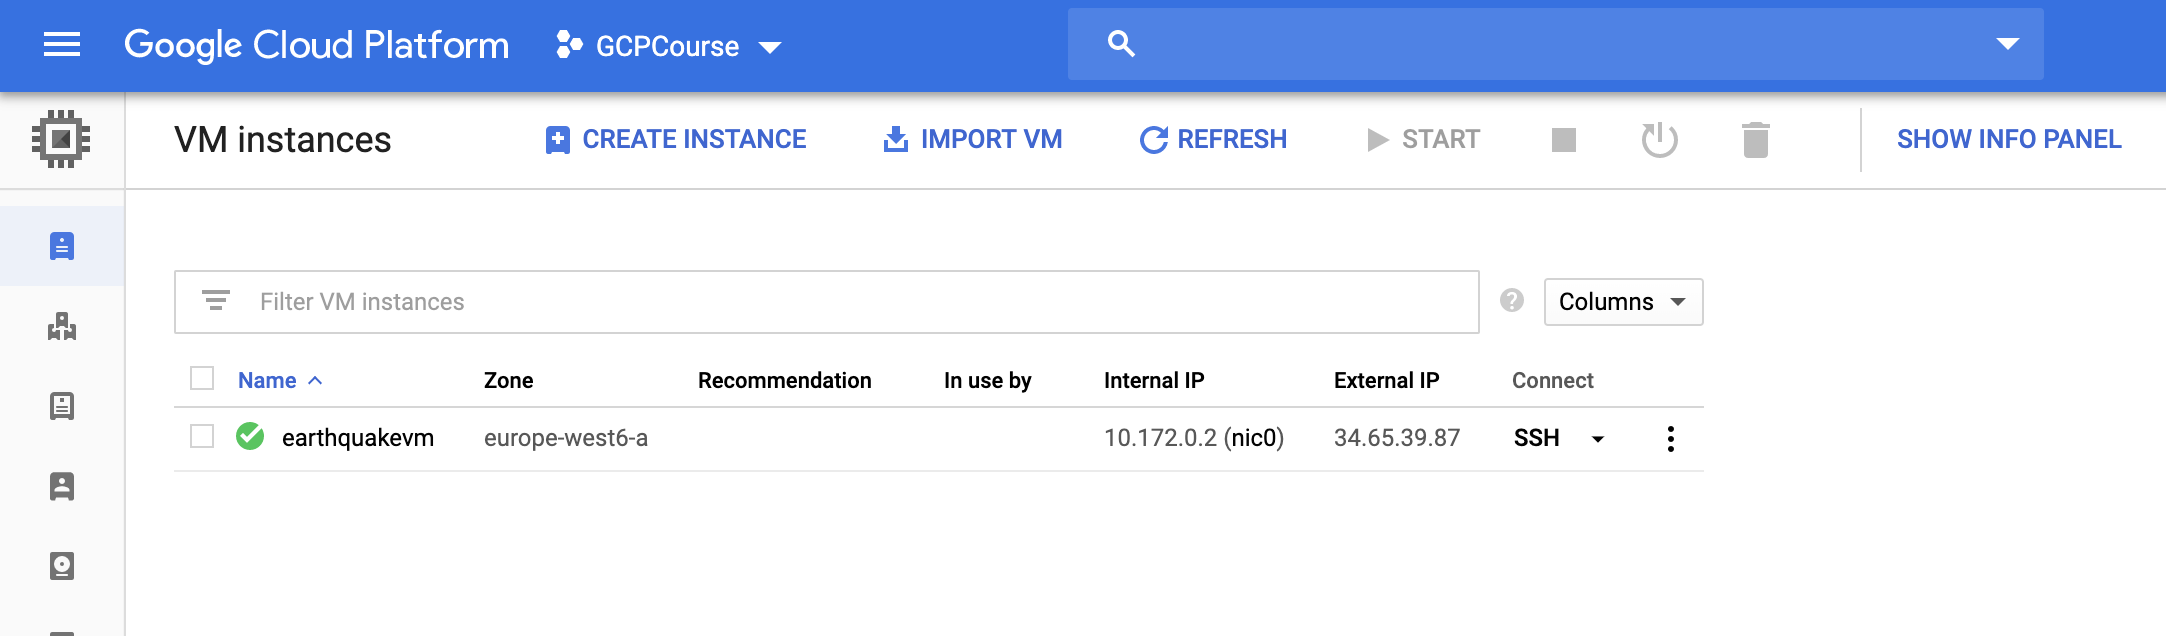 Google Cloud Platform GCPCourse
VM instances CREATE INSTANCE IMPORT VM REFRESH START SHOW INFO PANEL
Filter VM instances ? Columns
Name Zone Recommendation In use by Internal IP External IP Connect
earthquakevm europe-west6-a 10.172.0.2 (nic0) 34.65.39.87 SSH